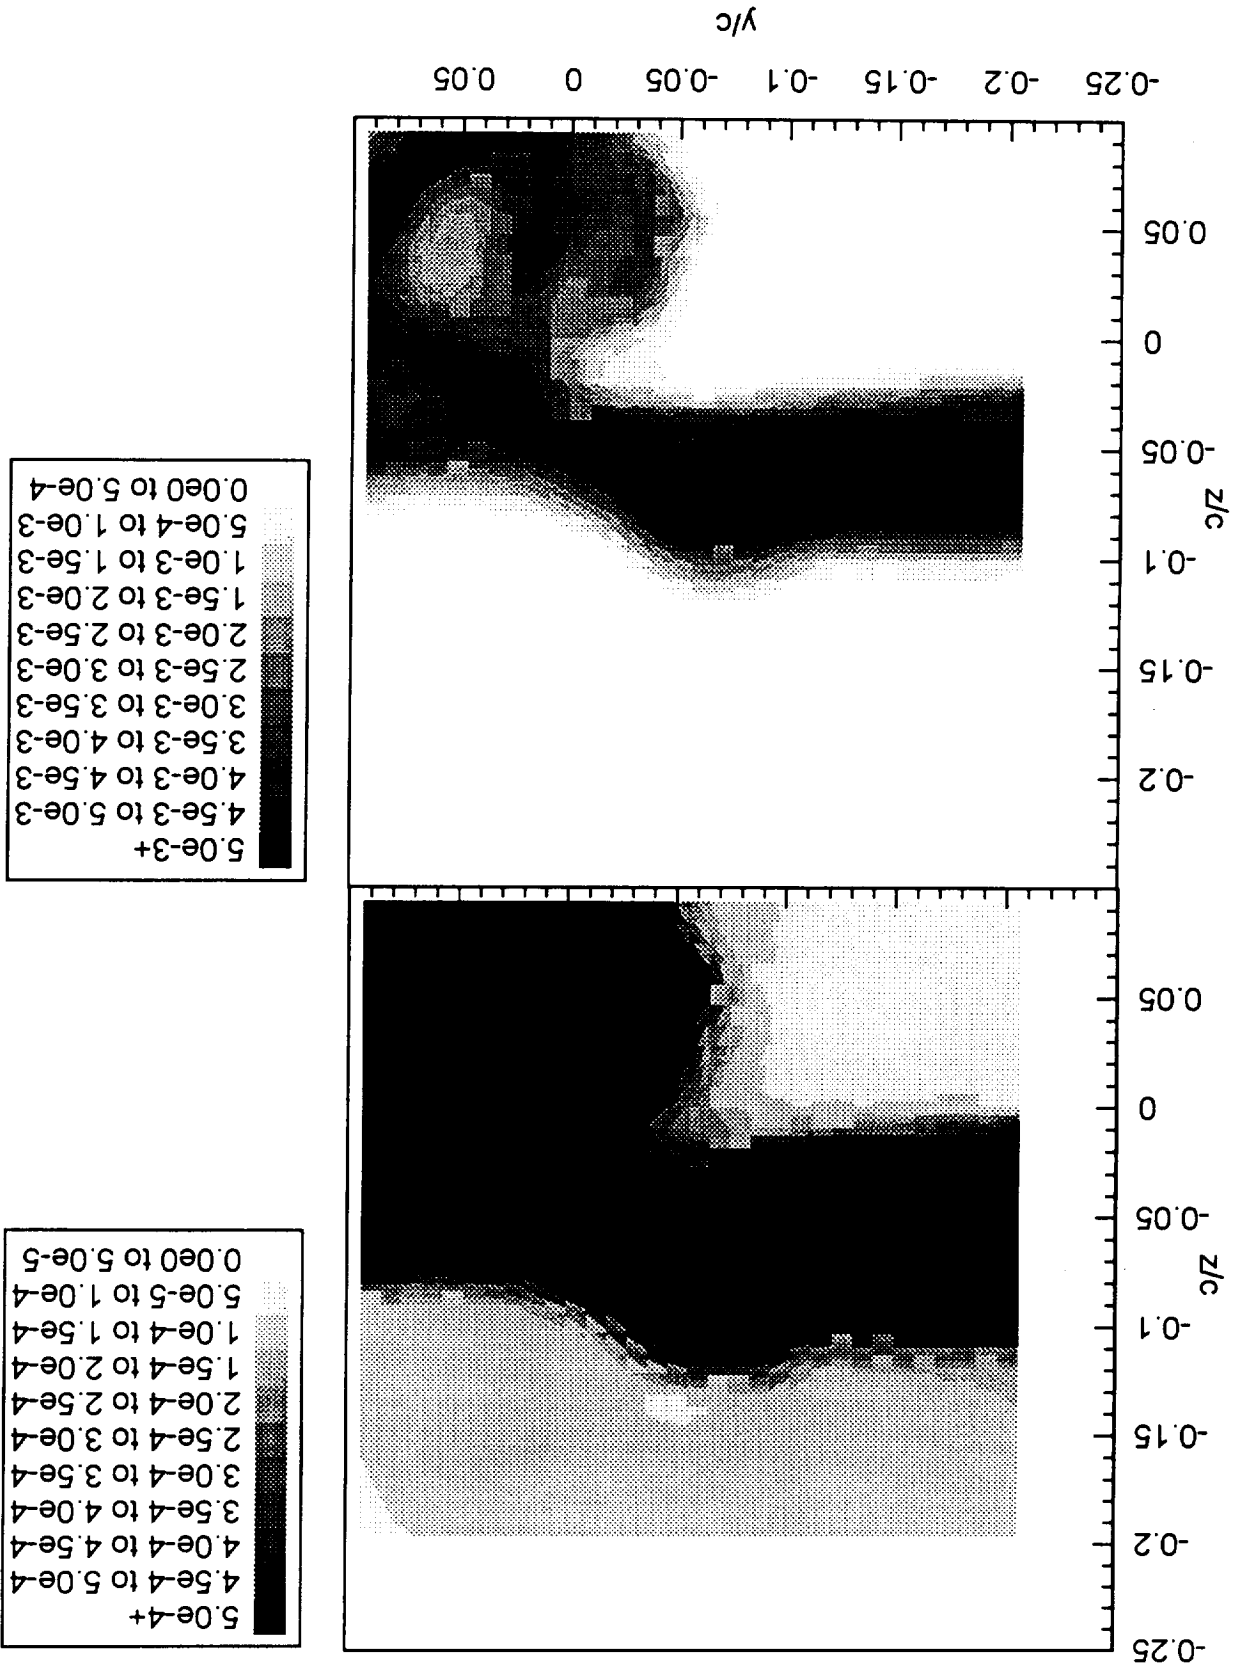 -0.25
-0.2
-0.15
-0.1
z/c
-0.05
0
0.05
5.0e-4+
4.5e-4 to 5.0e-4
4.0e-4 to 4.5e-4
3.5e-4 to 4.0e-4
3.0e-4 to 3.5e-4
2.5e-4 to 3.0e-4
2.0e-4 to 2.5e-4
1.5e-4 to 2.0e-4
1.0e-4 to 1.5e-4
5.0e-5 to 1.0e-4
0.0e0 to 5.0e-5
-0.2
-0.15
-0.1
z/c
-0.05
0
0.05
5.0e-3+
4.5e-3 to 5.0e-3
4.0e-3 to 4.5e-3
3.5e-3 to 4.0e-3
3.0e-3 to 3.5e-3
2.5e-3 to 3.0e-3
2.0e-3 to 2.5e-3
1.5e-3 to 2.0e-3
1.0e-3 to 1.5e-3
5.0e-4 to 1.0e-3
0.0e0 to 5.0e-4
-0.25 -0.2 -0.15 -0.1 -0.05 0 0.05
y/c